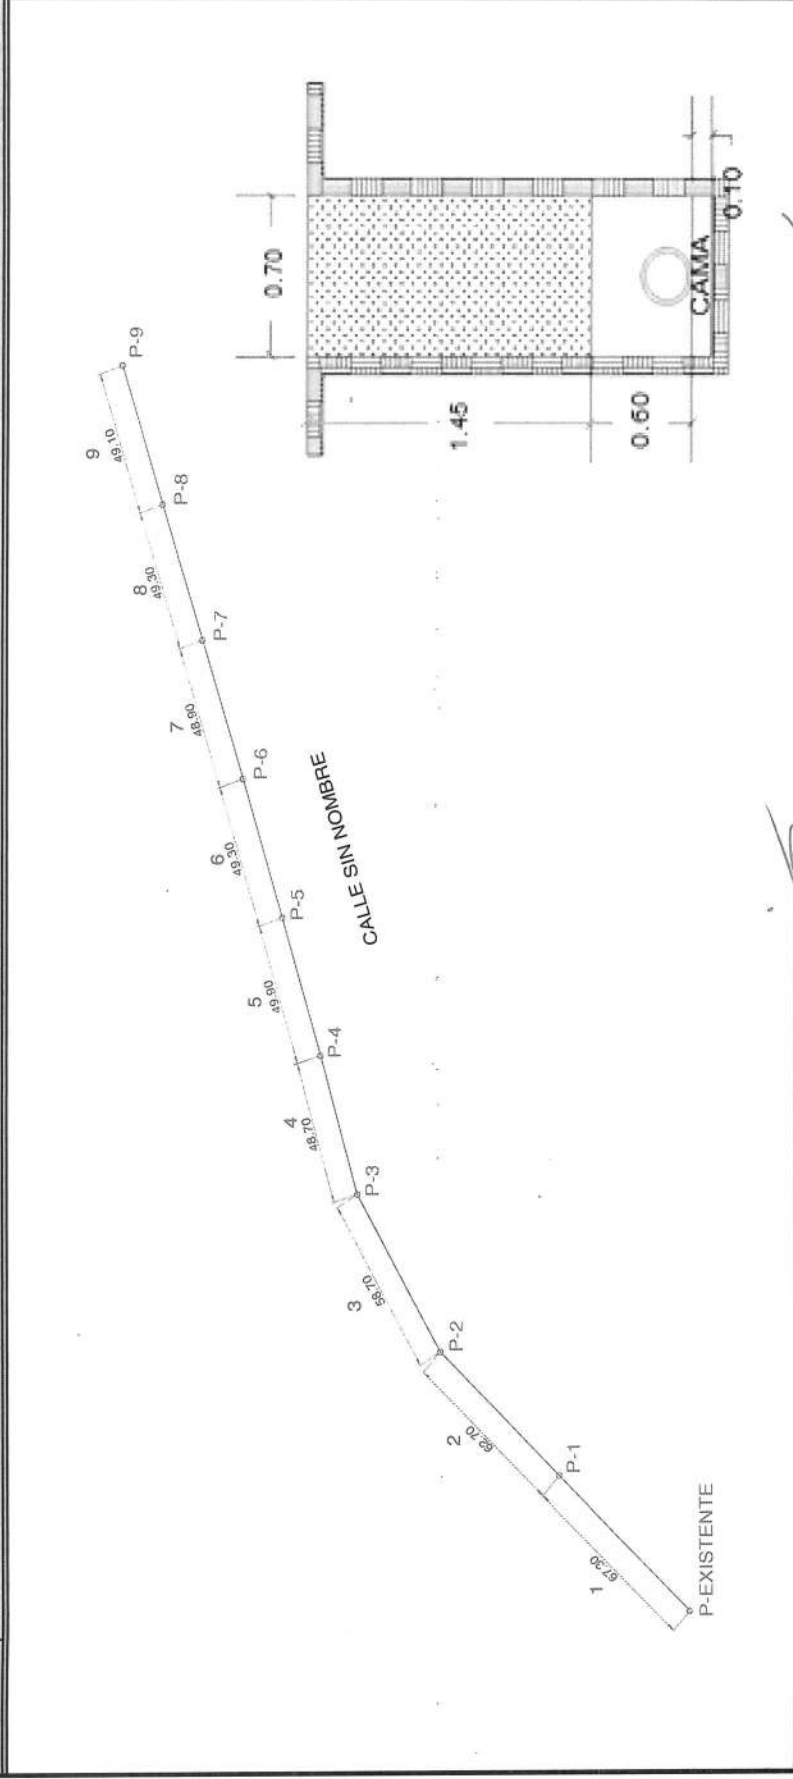 9
49.10
P-9
8
49.30
P-8
7
48.90
P-7
6
49.30
P-6
5
49.90
P-5
4
48.70
P-4
3
58.70
P-3
2
62.70
P-2
1
67.30
P-1
P-EXISTENTE
CALLE SIN NOMBRE
0.70
1.45
0.60
CAMA
0.10